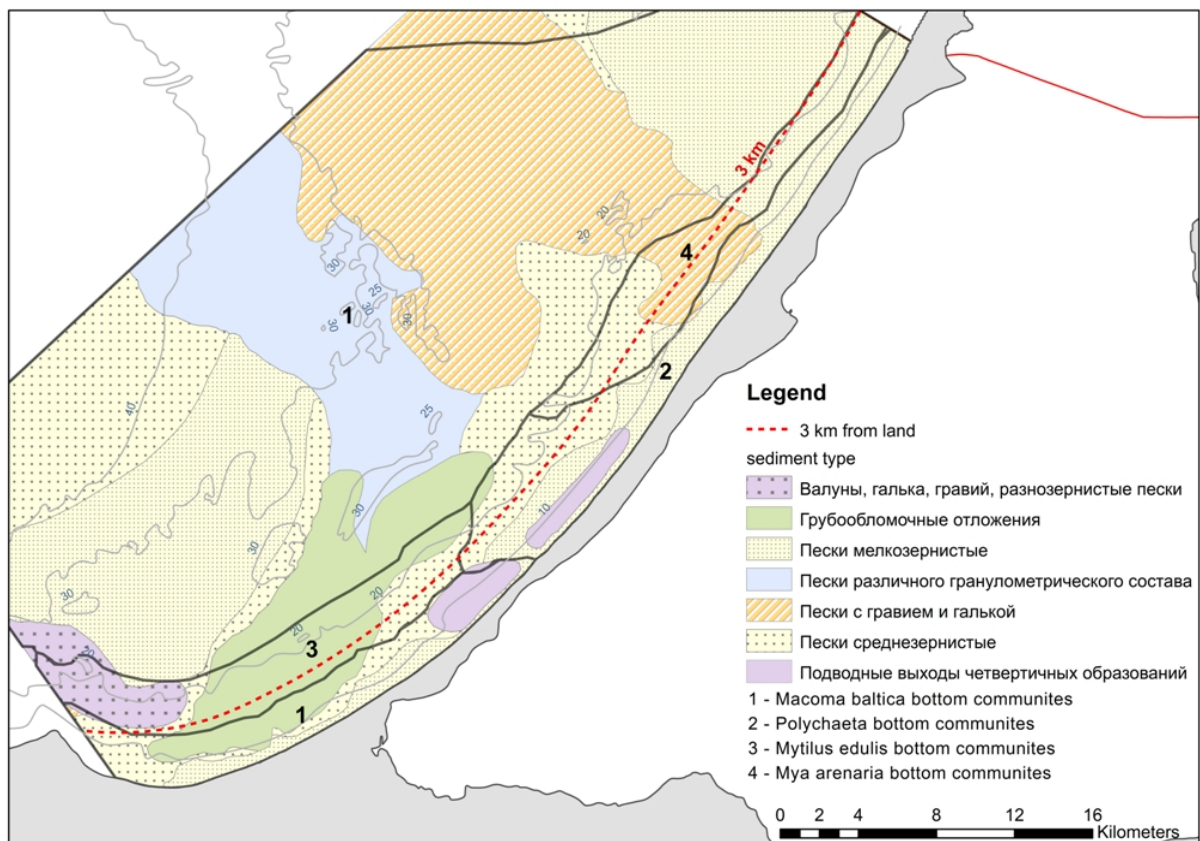 3 km
20
20
4
30
25
30
30
1
30
2
40
25
30
10
30
20
30
20
3
1
Legend
3 km from land
sediment type
Валуны, галька, гравий, разнозернистые пески
Грубообломочные отложения
Пески мелкозернистые
Пески различного гранулометрического состава
Пески с гравием и галькой
Пески среднезернистые
Подводные выходы четвертичных образований
1 - Macoma baltica bottom communites
2 - Polychaeta bottom communites
3 - Mytilus edulis bottom communites
4 - Mya arenaria bottom communites
0 2 4 8 12 16
Kilometers